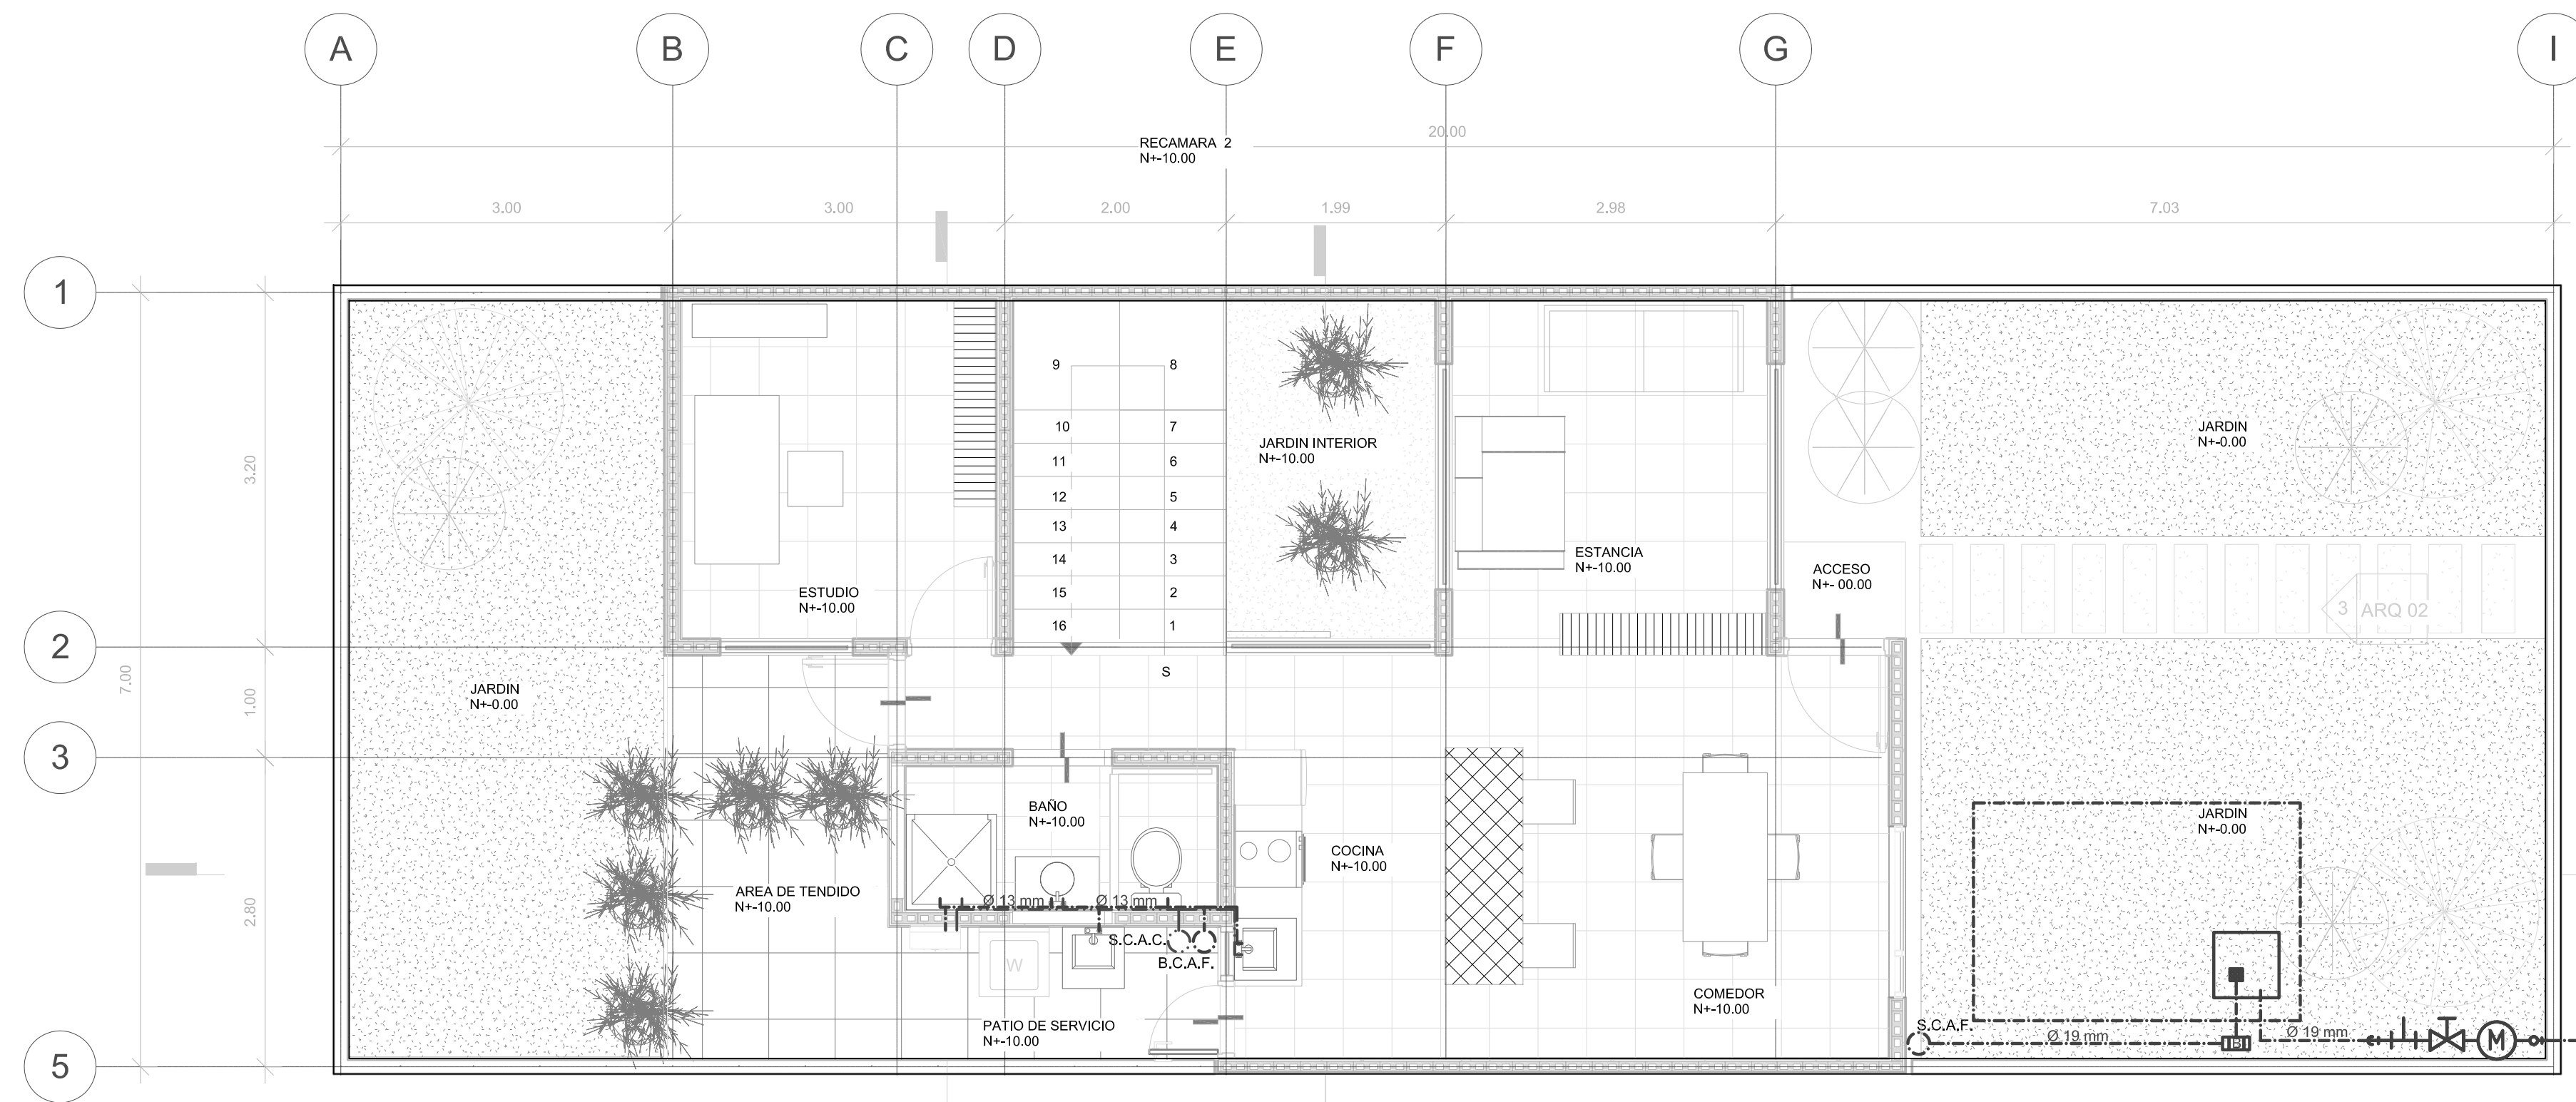 A B C D E F G I
20.00
RECAMARA 2
N+-10.00
3.00 3.00 2.00 1.99 2.98 7.03
1
2
3
5
3.20
1.00
2.80
7.00
9 8
10 7
11 6
12 5
13 4
14 3
15 2
16 1
S
JARDIN INTERIOR
N+-10.00
JARDIN
N+-0.00
ESTANCIA
N+-10.00
ACCESO
N+- 00.00
ESTUDIO
N+-10.00
3 ARQ 02
JARDIN
N+-0.00
BAÑO
N+-10.00
JARDIN
N+-0.00
COCINA
N+-10.00
AREA DE TENDIDO
N+-10.00
Ø 13 mm Ø 13 mm
S.C.A.C.
B.C.A.F.
W
COMEDOR
N+-10.00
PATIO DE SERVICIO
N+-10.00
S.C.A.F.
Ø 19 mm
B
Ø 19 mm
M